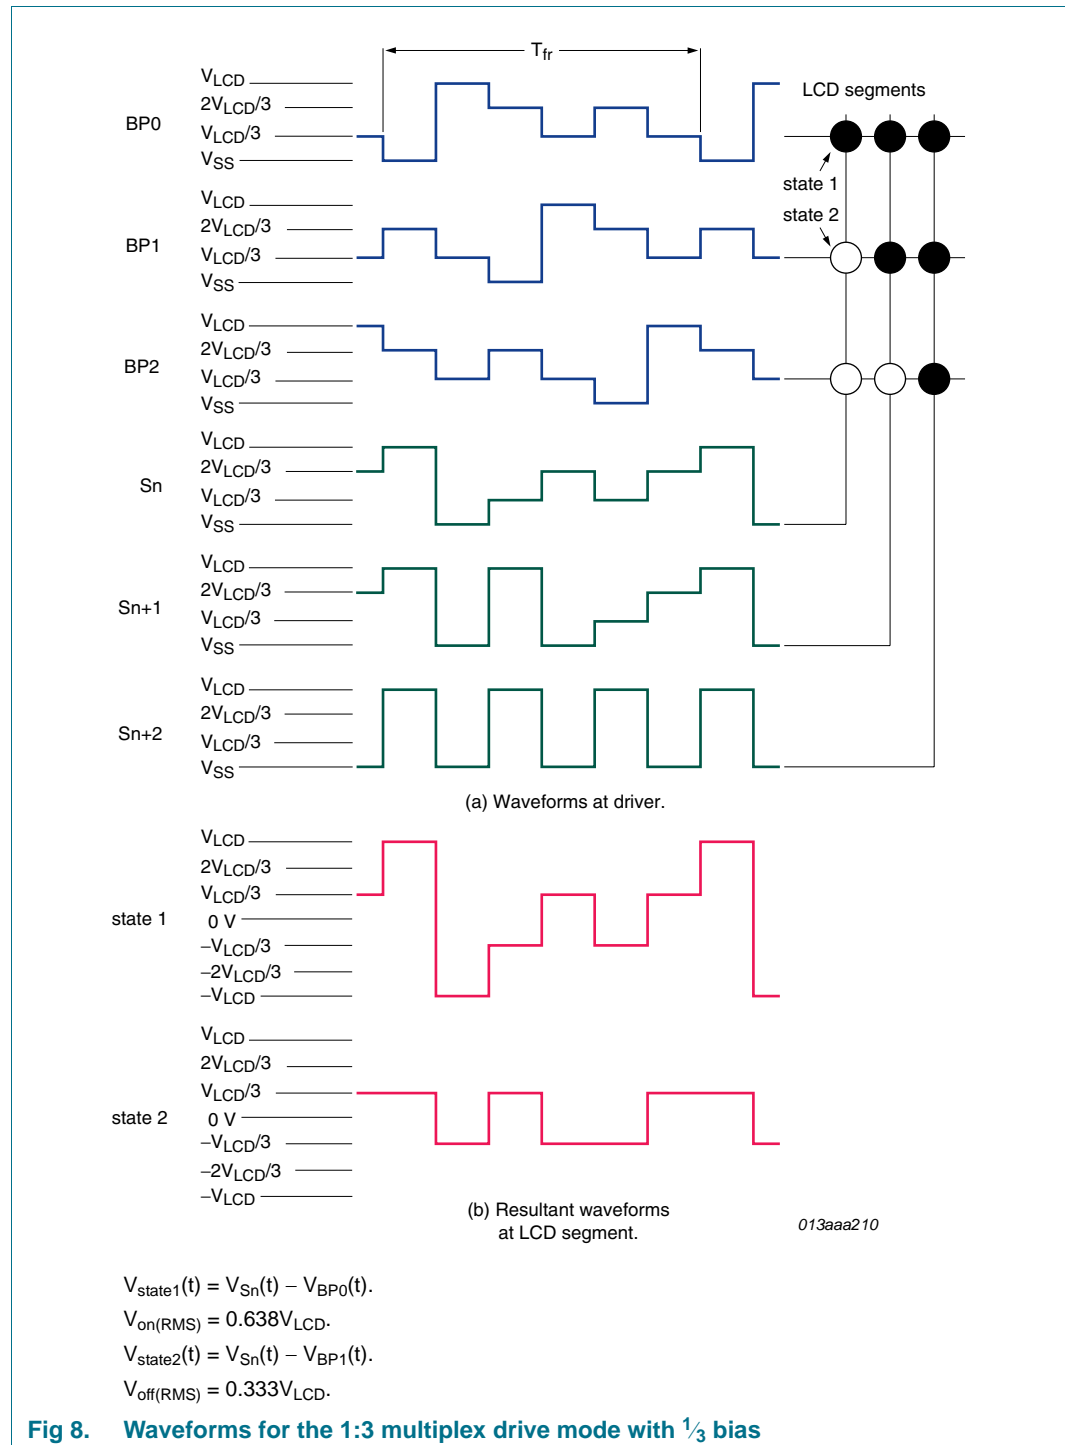 Tfr
VLCD
2VLCD/3
BP0
VLCD/3
VSS
LCD segments
state 1
state 2
VLCD
2VLCD/3
BP1
VLCD/3
VSS
VLCD
2VLCD/3
BP2
VLCD/3
VSS
VLCD
2VLCD/3
Sn
VLCD/3
VSS
VLCD
2VLCD/3
Sn+1
VLCD/3
VSS
VLCD
2VLCD/3
Sn+2
VLCD/3
VSS
(a) Waveforms at driver.
VLCD
2VLCD/3
VLCD/3
state 1
0 V
−VLCD/3
−2VLCD/3
−VLCD
VLCD
2VLCD/3
VLCD/3
state 2
0 V
−VLCD/3
−2VLCD/3
−VLCD
(b) Resultant waveforms
at LCD segment.
013aaa210
Vstate1(t) = VSn(t) − VBP0(t).
Von(RMS) = 0.638VLCD.
Vstate2(t) = VSn(t) − VBP1(t).
Voff(RMS) = 0.333VLCD.
Fig 8. Waveforms for the 1:3 multiplex drive mode with 1⁄3 bias